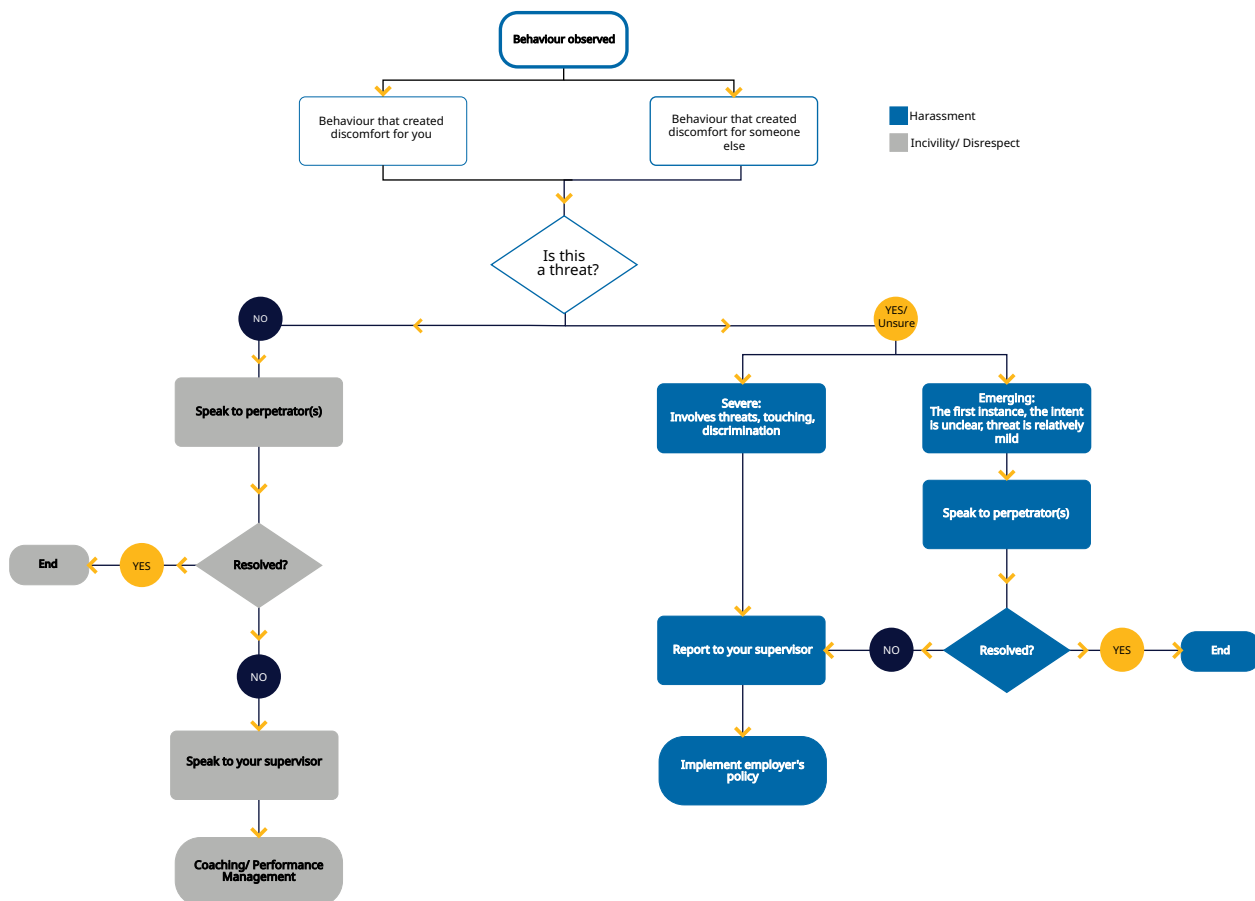 Behaviour observed
Behaviour that created
discomfort for you
Behaviour that created
discomfort for someone
else
Harassment
Incivility/ Disrespect
Is this
a threat?
NO
YES/
Unsure
Speak to perpetrator(s)
Severe:
Involves threats, touching,
discrimination
Emerging:
The first instance, the intent
is unclear, threat is relatively
mild
Speak to perpetrator(s)
End
YES
Resolved?
NO
Report to your supervisor
NO
Resolved?
YES
End
Speak to your supervisor
Implement employer's
policy
Coaching/ Performance
Management